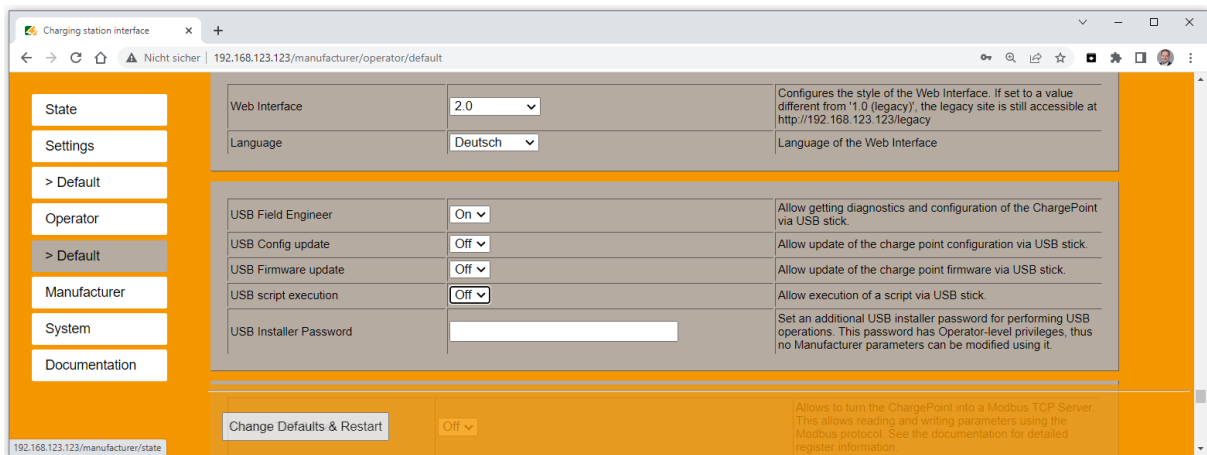 Charging station interface
Nicht sicher | 192.168.123.123/manufacturer/operator/default
State
Settings
> Default
Operator
> Default
Manufacturer
System
Documentation
Web Interface
2.0
Configures the style of the Web Interface. If set to a value
different from '1.0 (legacy)', the legacy site is still accessible at
http://192.168.123.123/legacy
Language
Deutsch
Language of the Web Interface
USB Field Engineer
On
Allow getting diagnostics and configuration of the ChargePoint
via USB stick.
USB Config update
Off
Allow update of the charge point configuration via USB stick.
USB Firmware update
Off
Allow update of the charge point firmware via USB stick.
USB script execution
Off
Allow execution of a script via USB stick.
USB Installer Password
Set an additional USB installer password for performing USB
operations. This password has Operator-level privileges, thus
no Manufacturer parameters can be modified using it.
Change Defaults & Restart
Off
Allows to turn the ChargePoint into a Modbus TCP Server.
This allows reading and writing parameters using the
Modbus protocol. See the documentation for detailed
register information.
192.168.123.123/manufacturer/state